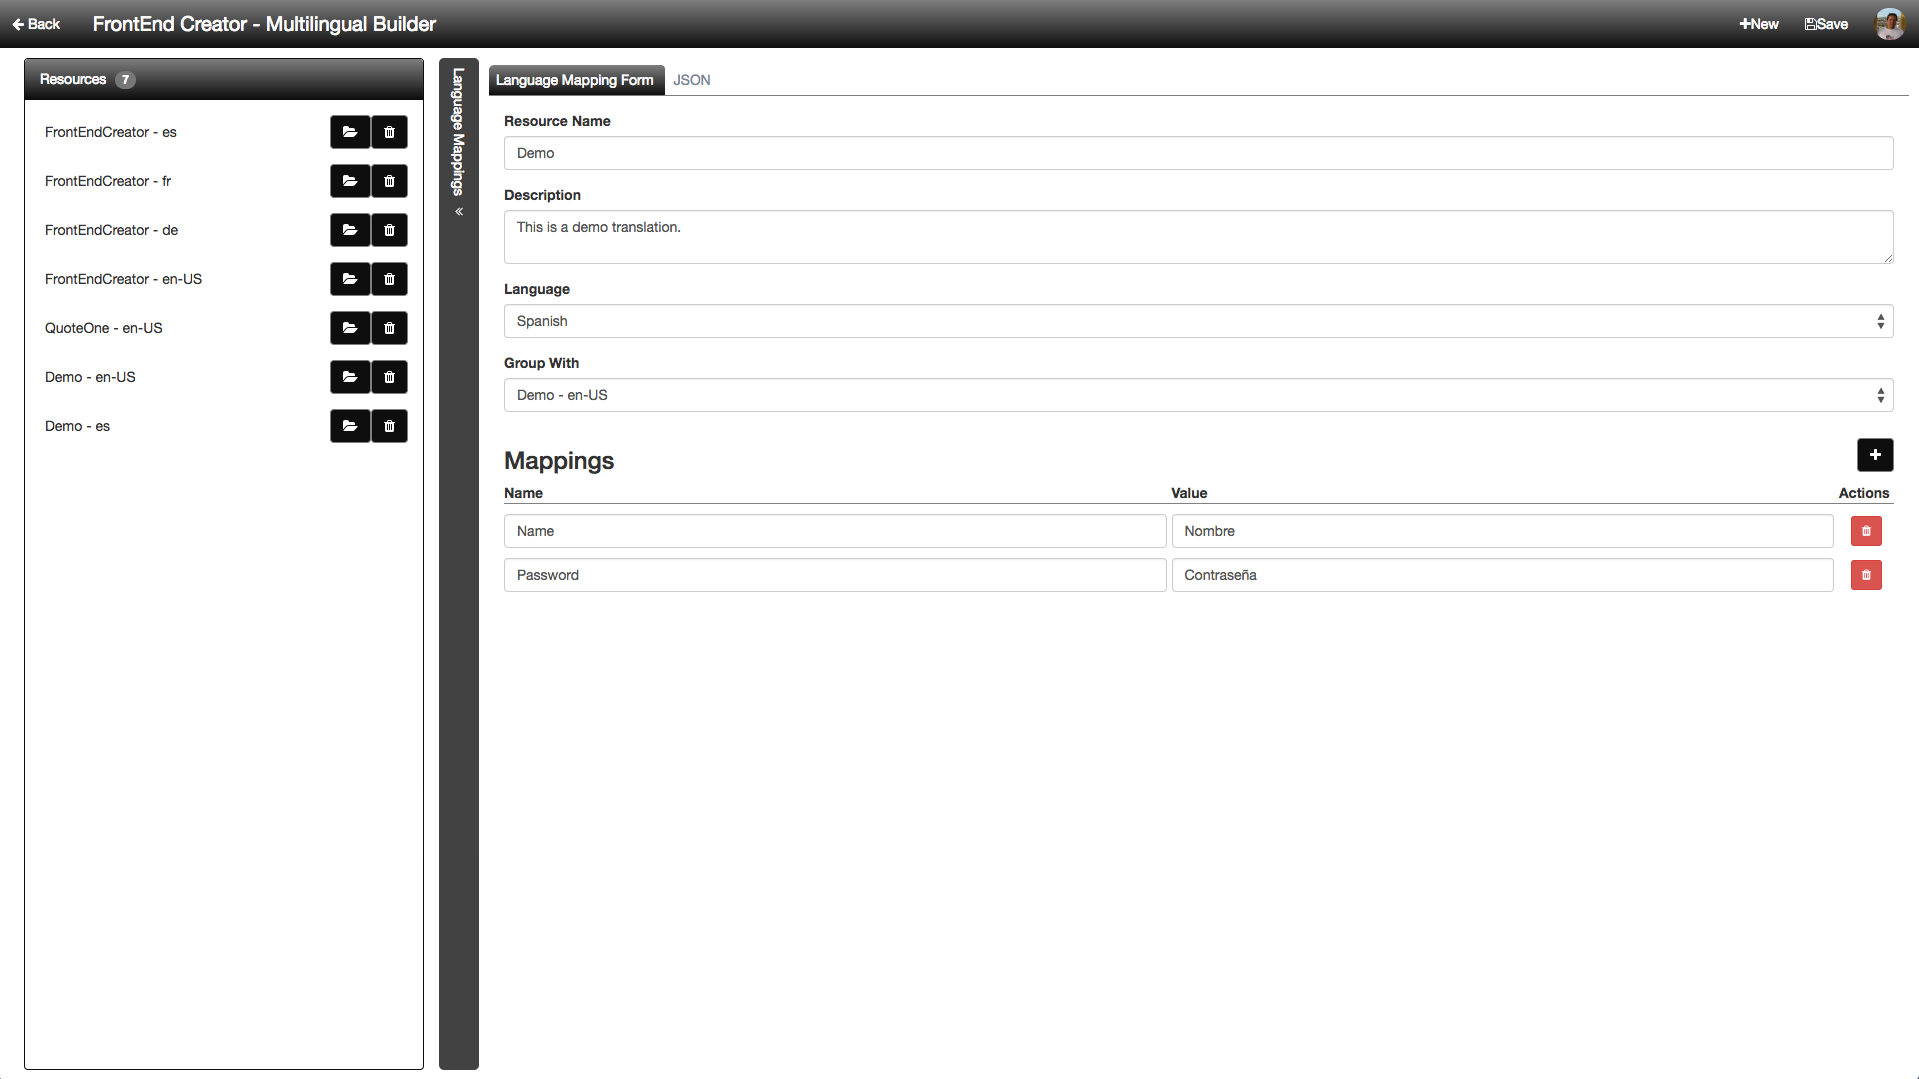 Back
FrontEnd Creator - Multilingual Builder
New
Save
Resources 7
FrontEndCreator - es
FrontEndCreator - fr
FrontEndCreator - de
FrontEndCreator - en-US
QuoteOne - en-US
Demo - en-US
Demo - es
Language Mappings
Language Mapping Form
JSON
Resource Name
Demo
Description
This is a demo translation.
Language
Spanish
Group With
Demo - en-US
Mappings
Name Value Actions
Name Nombre
Password Contraseña